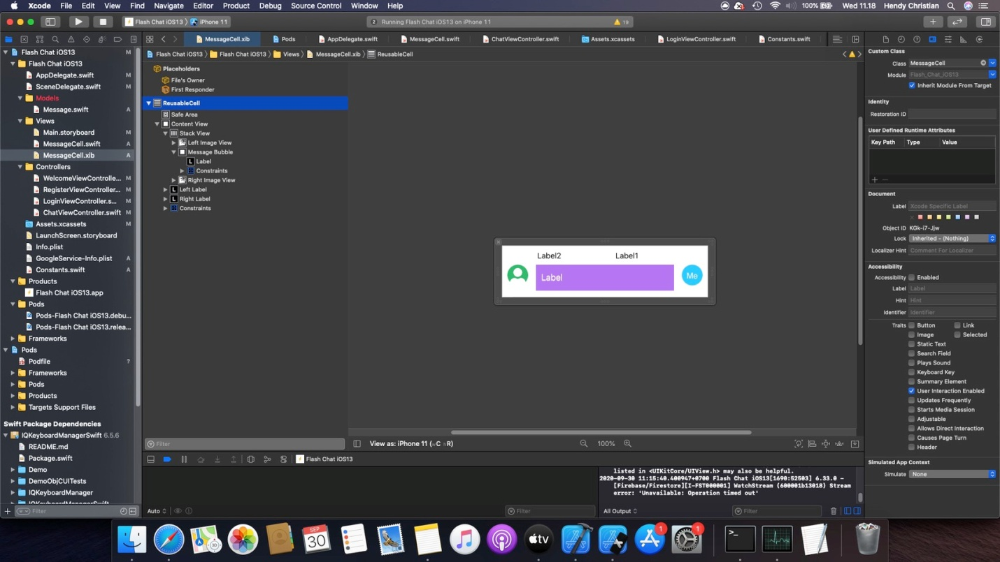 Xcode File Edit View Find Navigate Editor Product Debug Source Control Window Help 100% Wed 11.18 Hendy Christian
Flash Chat iOS13 iPhone 11 Running Flash Chat iOS13 on iPhone 11 19
MessageCell.xib Pods AppDelegate.swift MessageCell.swift ChatViewController.swift Assets.xcassets LoginViewController.swift Constants.swift
Flash Chat iOS13 Flash Chat iOS13 Views MessageCell.xib ReusableCell
Flash Chat iOS13 M
Flash Chat iOS13
AppDelegate.swift M
SceneDelegate.swift M
Models
Message.swift A
Views
Main.storyboard M
MessageCell.swift A
MessageCell.xib A
Controllers
WelcomeViewControlle... M
RegisterViewController... M
LoginViewController.s... M
ChatViewController.swift M
Assets.xcassets M
LaunchScreen.storyboard
Info.plist
GoogleService-Info.plist A
Constants.swift A
Products
Flash Chat iOS13.app
Pods
Pods-Flash Chat iOS13.debu...
Pods-Flash Chat iOS13.relea...
Frameworks
Pods
Podfile ?
Frameworks
Pods
Products
Targets Support Files
Swift Package Dependencies
IQKeyboardManagerSwift 6.5.6
README.md
Package.swift
Demo
DemoObjCUITests
IQKeyboardManager
IQKeyboardManagerSwift
Filter
Placeholders
File's Owner
First Responder
ReusableCell
Safe Area
Content View
Stack View
Left Image View
Message Bubble
L Label
Constraints
Right Image View
L Left Label
L Right Label
Constraints
Filter
Label2 Label1
Label
Me
View as: iPhone 11 (wC hR) 100%
Flash Chat iOS13
listed in <UIKitCore/UIView.h> may also be helpful.
2020-09-30 11:15:40.400947+0700 Flash Chat iOS13[1690:52503] 6.33.0 -
[Firebase/Firestore][I-FST000001] WatchStream (600001b13018) Stream
error: 'Unavailable: Operation timed out'
Auto Filter All Output Filter
Custom Class
Class MessageCell
Module Flash_Chat_iOS13
Inherit Module From Target
Identity
Restoration ID
User Defined Runtime Attributes
Key Path Type Value
Document
Label Xcode Specific Label
Object ID KGk-i7-Jjw
Lock Inherited - (Nothing)
Localizer Hint Comment For Localizer
Accessibility
Accessibility Enabled
Label Label
Hint Hint
Identifier Identifier
Traits Button Link
Image Selected
Static Text
Search Field
Plays Sound
Keyboard Key
Summary Element
User Interaction Enabled
Updates Frequently
Starts Media Session
Adjustable
Allows Direct Interaction
Causes Page Turn
Header
Simulated App Context
Simulate None
SEP
30
tv
1
1